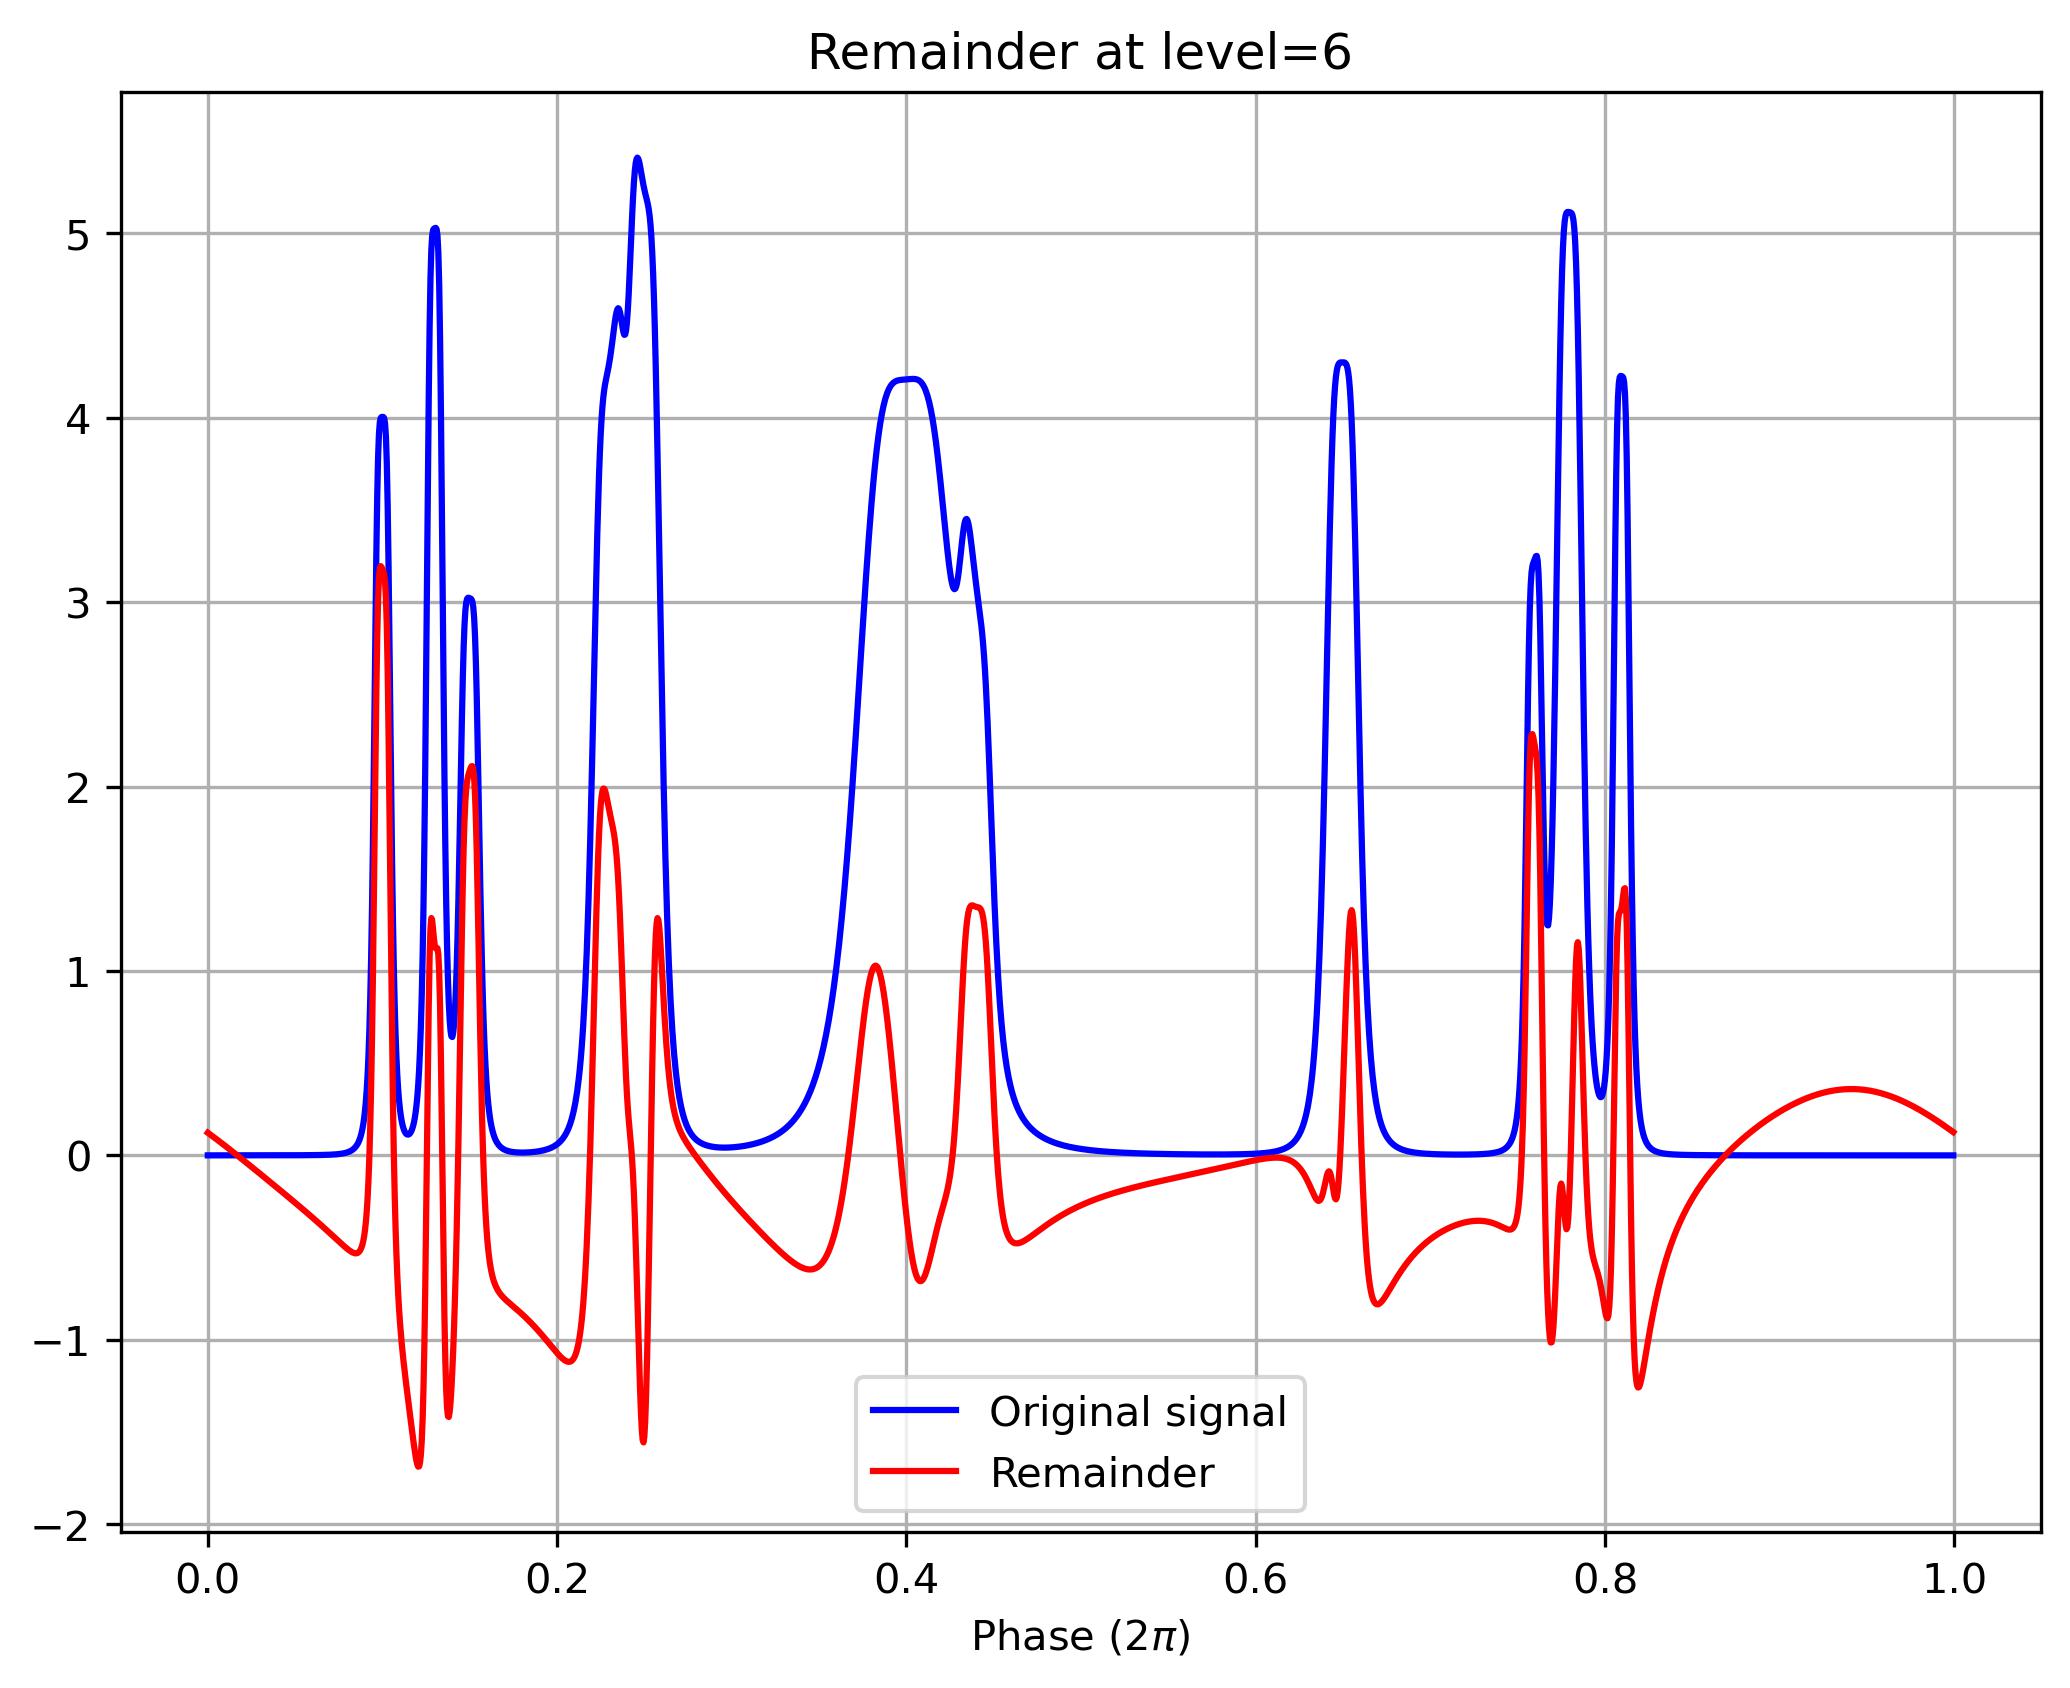 Remainder at level=6
5
4
3
2
1
0
−1
−2
Original signal
Remainder
0.0 0.2 0.4 0.6 0.8 1.0
Phase (2π)